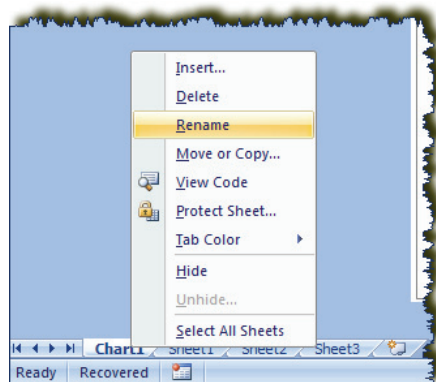 Insert...
Delete
Rename
Move or Copy...
View Code
Protect Sheet...
Tab Color
Hide
Unhide...
Select All Sheets
Chart1 Sheet1 Sheet2 Sheet3
Ready Recovered